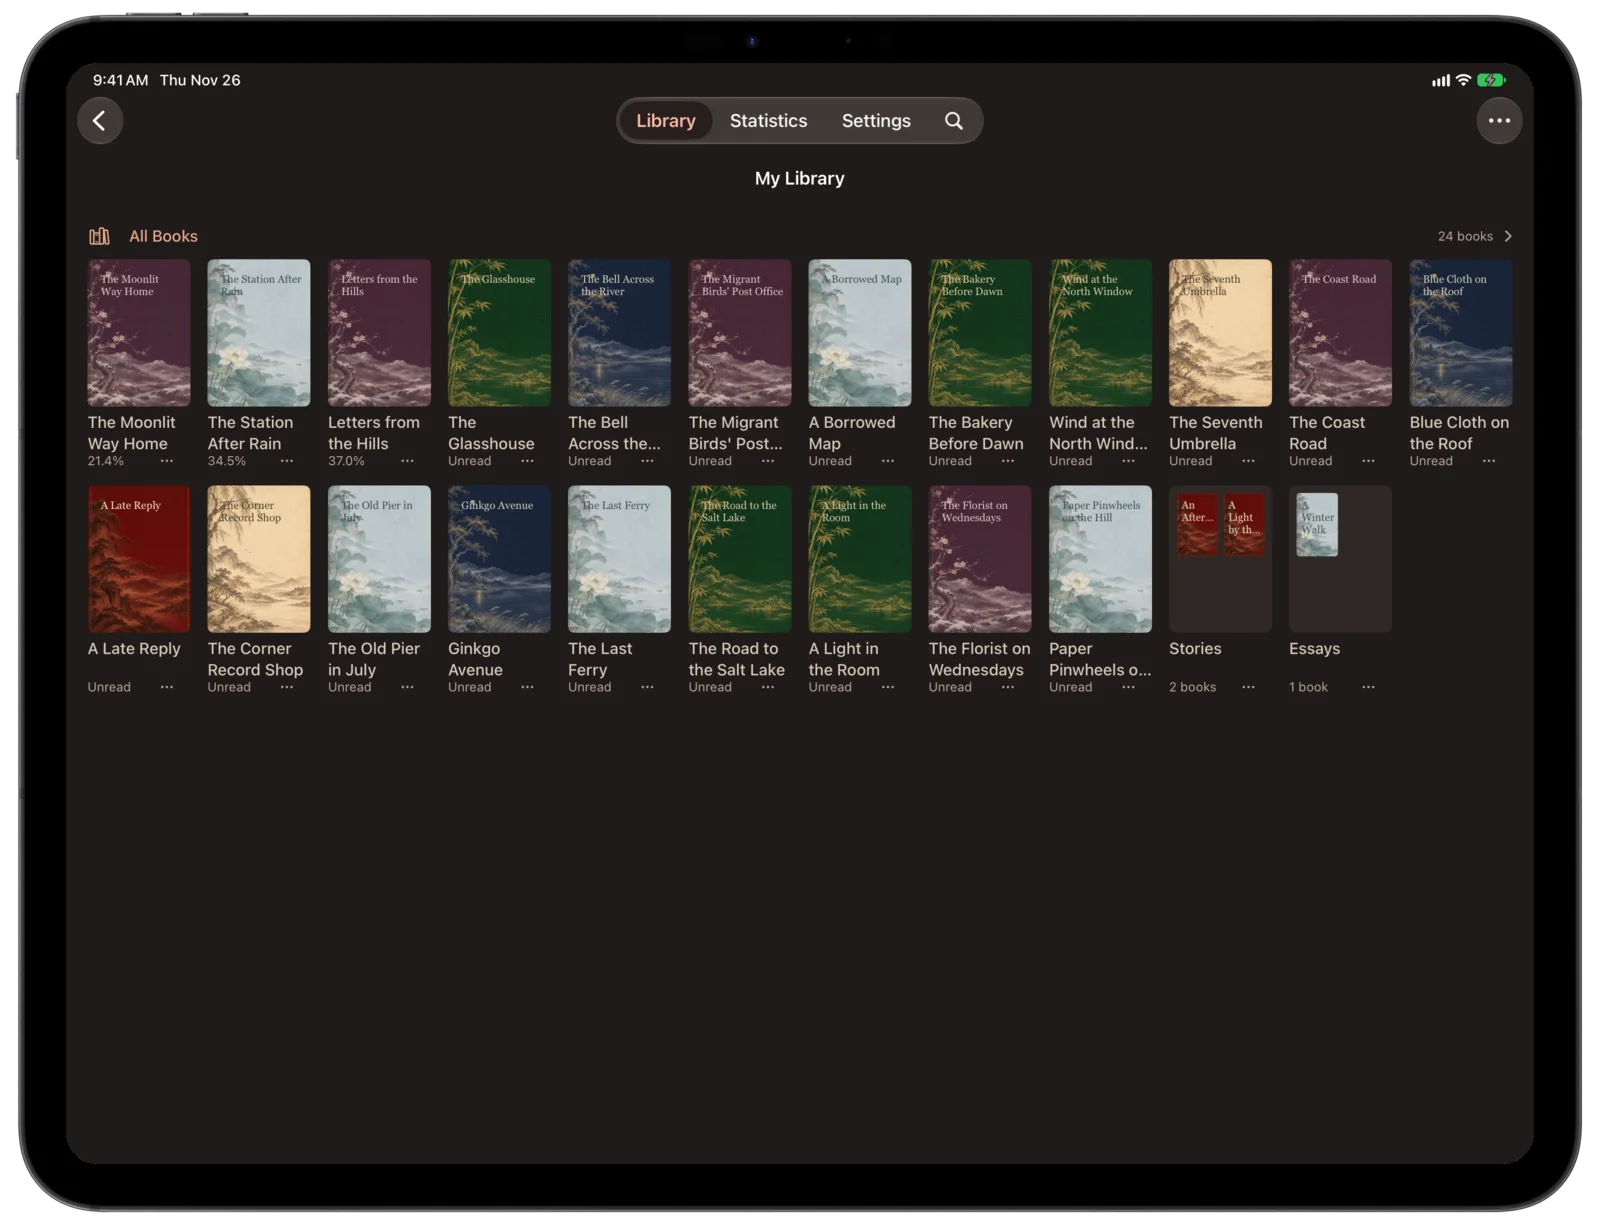 9:41 AM Thu Nov 26
Library Statistics Settings
My Library
All Books
24 books
The Moonlit
Way Home
The Station After
Rain
Letters from the
Hills
The Glasshouse
The Bell Across
the River
The Migrant
Birds' Post Office
A Borrowed Map
The Bakery
Before Dawn
Wind at the
North Window
The Seventh
Umbrella
The Coast Road
Blue Cloth on
the Roof
The Moonlit
Way Home
21.4% ...
The Station
After Rain
34.5% ...
Letters from
the Hills
37.0% ...
The
Glasshouse
Unread ...
The Bell
Across the...
Unread ...
The Migrant
Birds' Post...
Unread ...
A Borrowed
Map
Unread ...
The Bakery
Before Dawn
Unread ...
Wind at the
North Wind...
Unread ...
The Seventh
Umbrella
Unread ...
The Coast
Road
Unread ...
Blue Cloth on
the Roof
Unread ...
A Late Reply
The Corner
Record Shop
The Old Pier in
July
Ginkgo Avenue
The Last Ferry
The Road to the
Salt Lake
A Light in the
Room
The Florist on
Wednesdays
Paper Pinwheels
on the Hill
An
After...
A
Light
by th...
A
Winter
Walk
A Late Reply
Unread ...
The Corner
Record Shop
Unread ...
The Old Pier
in July
Unread ...
Ginkgo
Avenue
Unread ...
The Last
Ferry
Unread ...
The Road to
the Salt Lake
Unread ...
A Light in
the Room
Unread ...
The Florist on
Wednesdays
Unread ...
Paper
Pinwheels o...
Unread ...
Stories
2 books ...
Essays
1 book ...